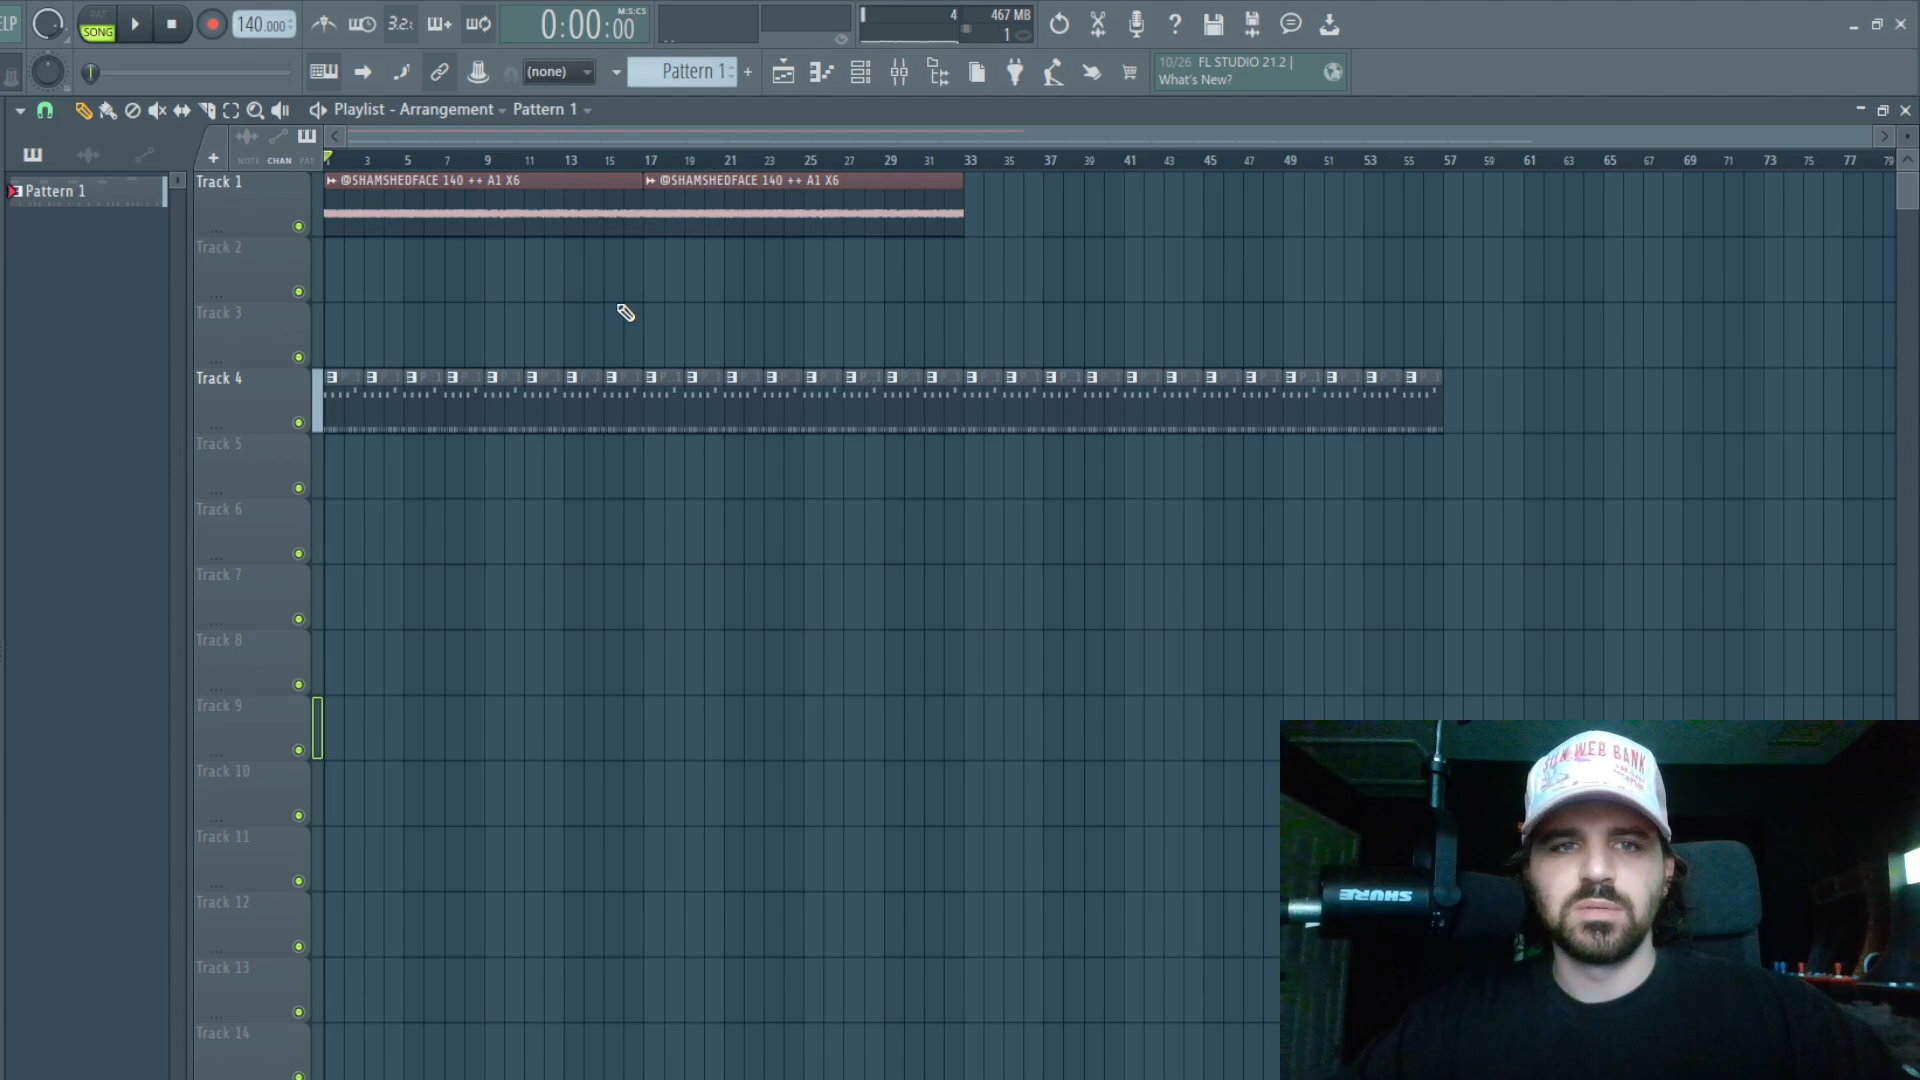 ELP
PAT
SONG
140.000
3.2.
0:00:00
M:S:CS
4
467 MB
1
(none)
Pattern 1
10/26 FL STUDIO 21.2 |
What's New?
Playlist - Arrangement
Pattern 1
NOTE CHAN PAT
3 5 7 9 11 13 15 17 19 21 23 25 27 29 31 33 35 37 39 41 43 45 47 49 51 53 55 57 59 61 63 65 67 69 71 73 75 77 79
Pattern 1
Track 1
@SHAMSHEDFACE 140 ++ A1 X6
@SHAMSHEDFACE 140 ++ A1 X6
Track 2
Track 3
Track 4
Track 5
Track 6
Track 7
Track 8
Track 9
Track 10
Track 11
Track 12
Track 13
Track 14
WEB BANK
SHURE